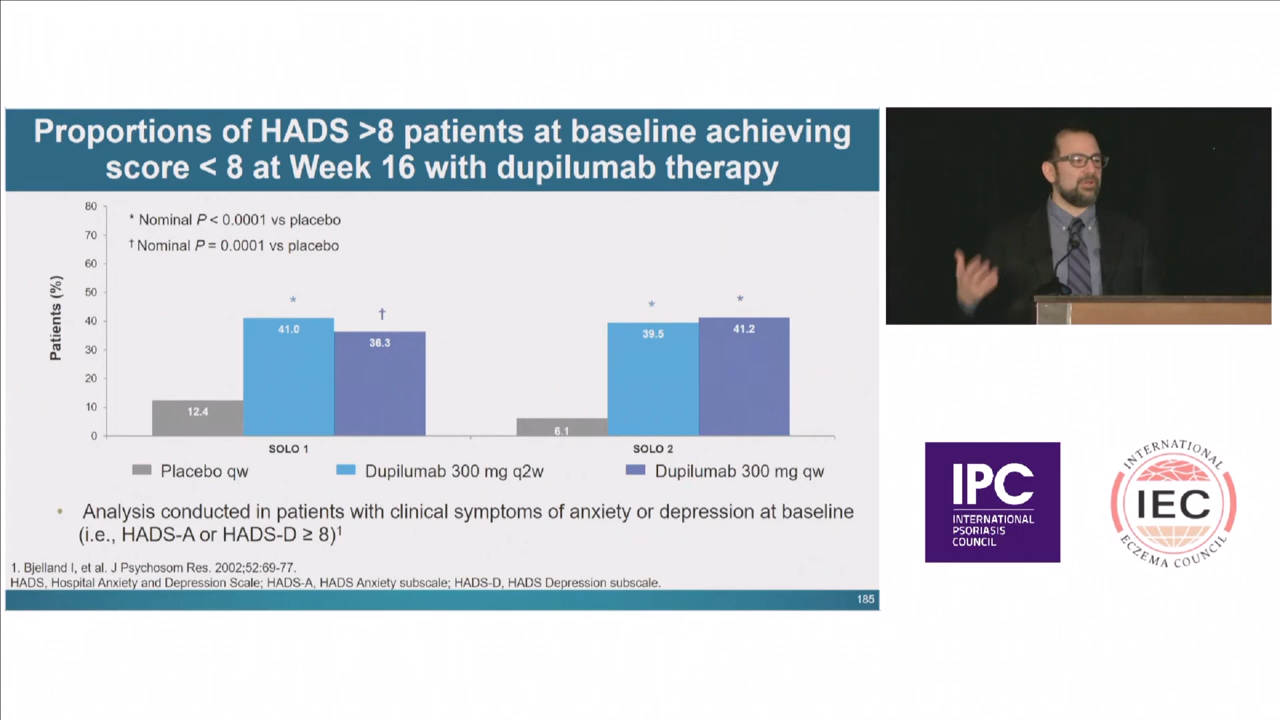 Proportions of HADS >8 patients at baseline achieving
score < 8 at Week 16 with dupilumab therapy
* Nominal P < 0.0001 vs placebo
† Nominal P = 0.0001 vs placebo
Patients (%)
80
70
60
50
40
30
20
10
0
*
†
*
*
12.4
41.0
36.3
6.1
39.5
41.2
SOLO 1
SOLO 2
Placebo qw
Dupilumab 300 mg q2w
Dupilumab 300 mg qw
• Analysis conducted in patients with clinical symptoms of anxiety or depression at baseline
(i.e., HADS-A or HADS-D ≥ 8)¹
1. Bjelland I, et al. J Psychosom Res. 2002;52:69-77.
HADS, Hospital Anxiety and Depression Scale; HADS-A, HADS Anxiety subscale; HADS-D, HADS Depression subscale.
185
IPC
INTERNATIONAL
PSORIASIS
COUNCIL
INTERNATIONAL
IEC
ECZEMA COUNCIL